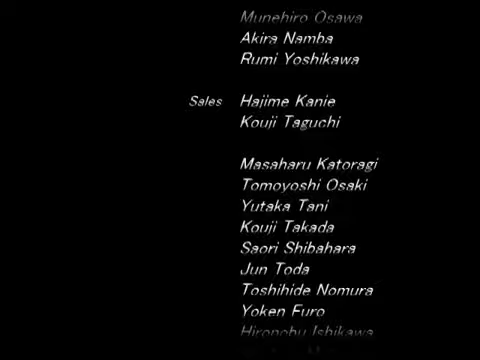 Munehiro Osawa
Akira Namba
Rumi Yoshikawa
Sales Hajime Kanie
Kouji Taguchi
Masaharu Katoragi
Tomoyoshi Osaki
Yutaka Tani
Kouji Takada
Saori Shibahara
Jun Toda
Toshihide Nomura
Yoken Furo
Hironobu Ishikawa